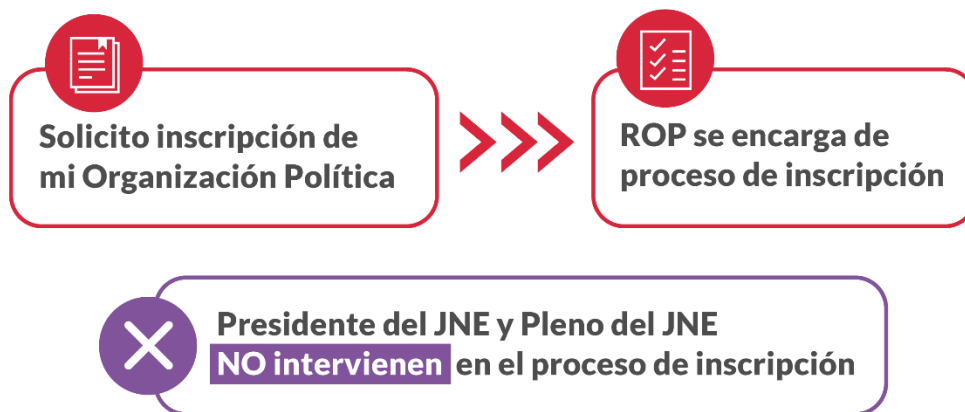 Solicito inscripción de
mi Organización Política
ROP se encarga de
proceso de inscripción
Presidente del JNE y Pleno del JNE
NO intervienen en el proceso de inscripción